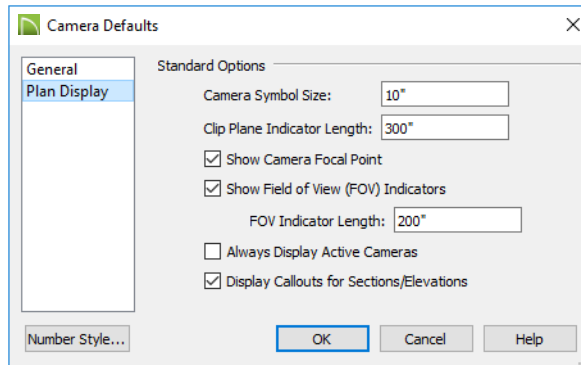 Camera Defaults
General
Plan Display
Standard Options
Camera Symbol Size: 10"
Clip Plane Indicator Length: 300"
Show Camera Focal Point
Show Field of View (FOV) Indicators
FOV Indicator Length: 200"
Always Display Active Cameras
Display Callouts for Sections/Elevations
Number Style... OK Cancel Help